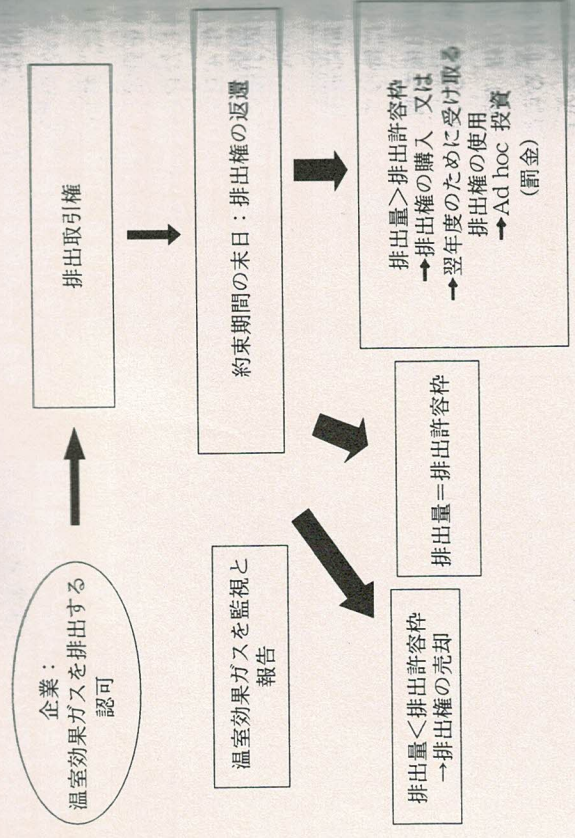 企業：
温室効果ガスを排出する
認可
排出取引権
温室効果ガスを監視と
報告
約束期間の末日：排出権の返還
排出量＜排出許容枠
→排出権の売却
排出量＝排出許容枠
排出量＞排出許容枠
→排出権の購入 又は
→翌年度のために受け取る
排出権の使用
→Ad hoc 投資
(罰金)